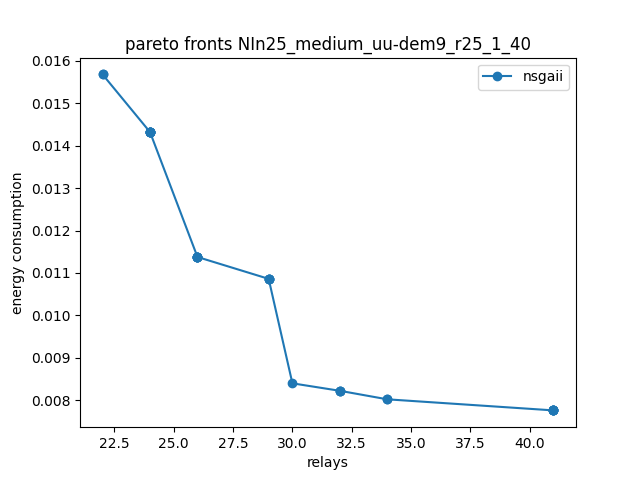 pareto fronts NIn25_medium_uu-dem9_r25_1_40
nsgaii
0.016
0.015
0.014
0.013
0.012
0.011
0.010
0.009
0.008
energy consumption
22.5 25.0 27.5 30.0 32.5 35.0 37.5 40.0
relays